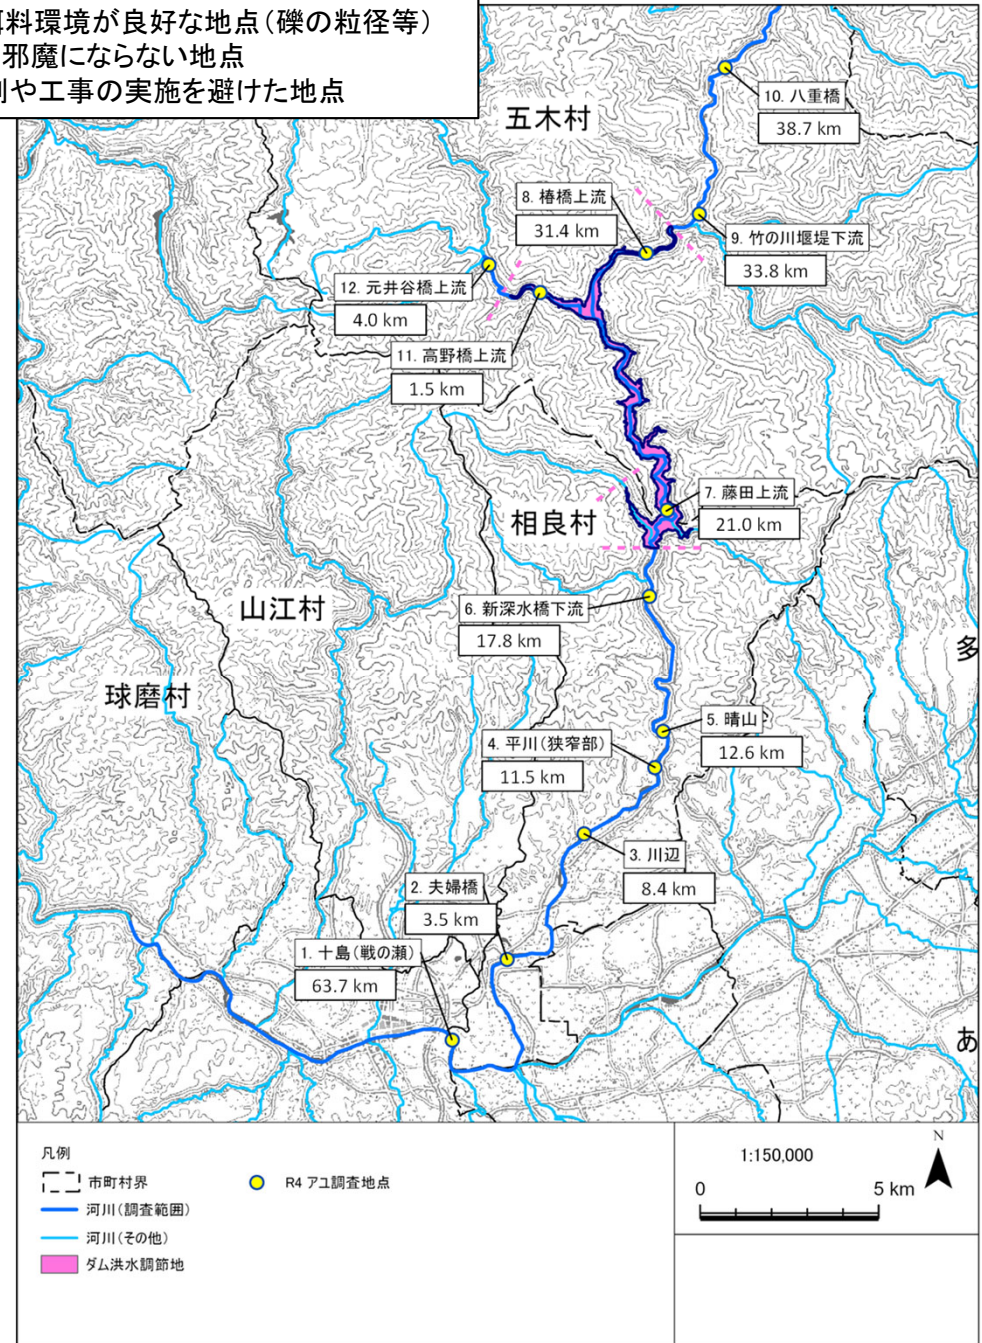 料環境が良好な地点（礫の粒径等）
邪魔にならない地点
や工事の実施を避けた地点
五木村
10. 八重橋
38.7 km
8. 椿橋上流
31.4 km
9. 竹の川堰堤下流
33.8 km
12. 元井谷橋上流
4.0 km
11. 高野橋上流
1.5 km
7. 藤田上流
21.0 km
相良村
6. 新深水橋下流
17.8 km
山江村
多
球磨村
5. 晴山
12.6 km
4. 平川（狭窄部）
11.5 km
3. 川辺
8.4 km
2. 夫婦橋
3.5 km
1. 十島（戦の瀬）
63.7 km
あ
凡例
市町村界
R4 アユ調査地点
河川（調査範囲）
河川（その他）
ダム洪水調節地
1:150,000
N
0 5 km